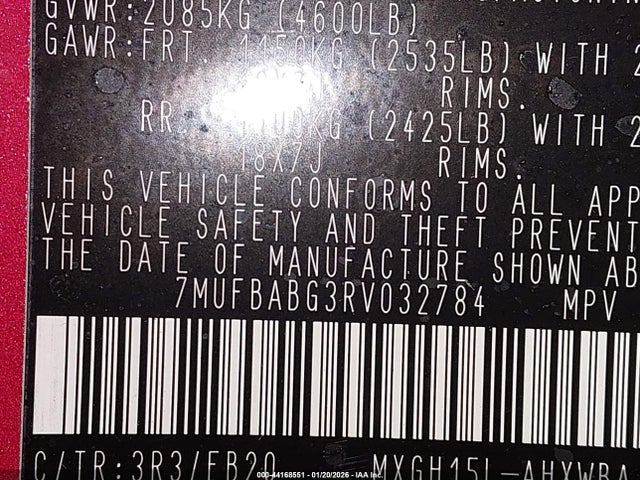 GVWR:2085KG (4600LB)
GAWR:FRT. 1150KG (2535LB) WITH 2
RIMS.
RR. 1100KG (2425LB) WITH 2
18X7J RIMS.
THIS VEHICLE CONFORMS TO ALL APP
VEHICLE SAFETY AND THEFT PREVENT
THE DATE OF MANUFACTURE SHOWN AB
7MUFBABG3RV032784 MPV
C/TR:3R3/FB20 MXGH15L-AHXWBA
000-44168551 - 01/20/2026 - IAA Inc.